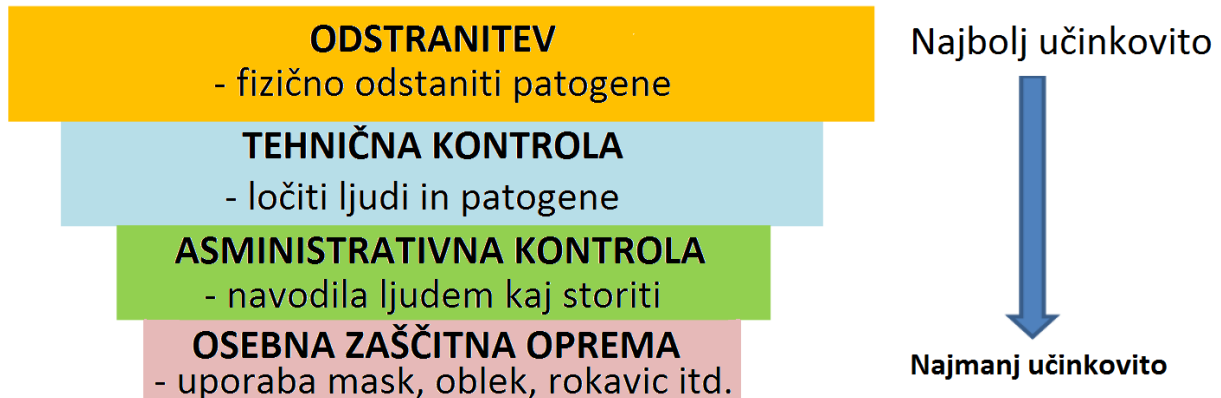 ODSTRANITEV
- fizično odstaniti patogene
Najbolj učinkovito
TEHNIČNA KONTROLA
- ločiti ljudi in patogene
ASMINISTRATIVNA KONTROLA
- navodila ljudem kaj storiti
OSEBNA ZAŠČITNA OPREMA
- uporaba mask, oblek, rokavic itd.
Najmanj učinkovito